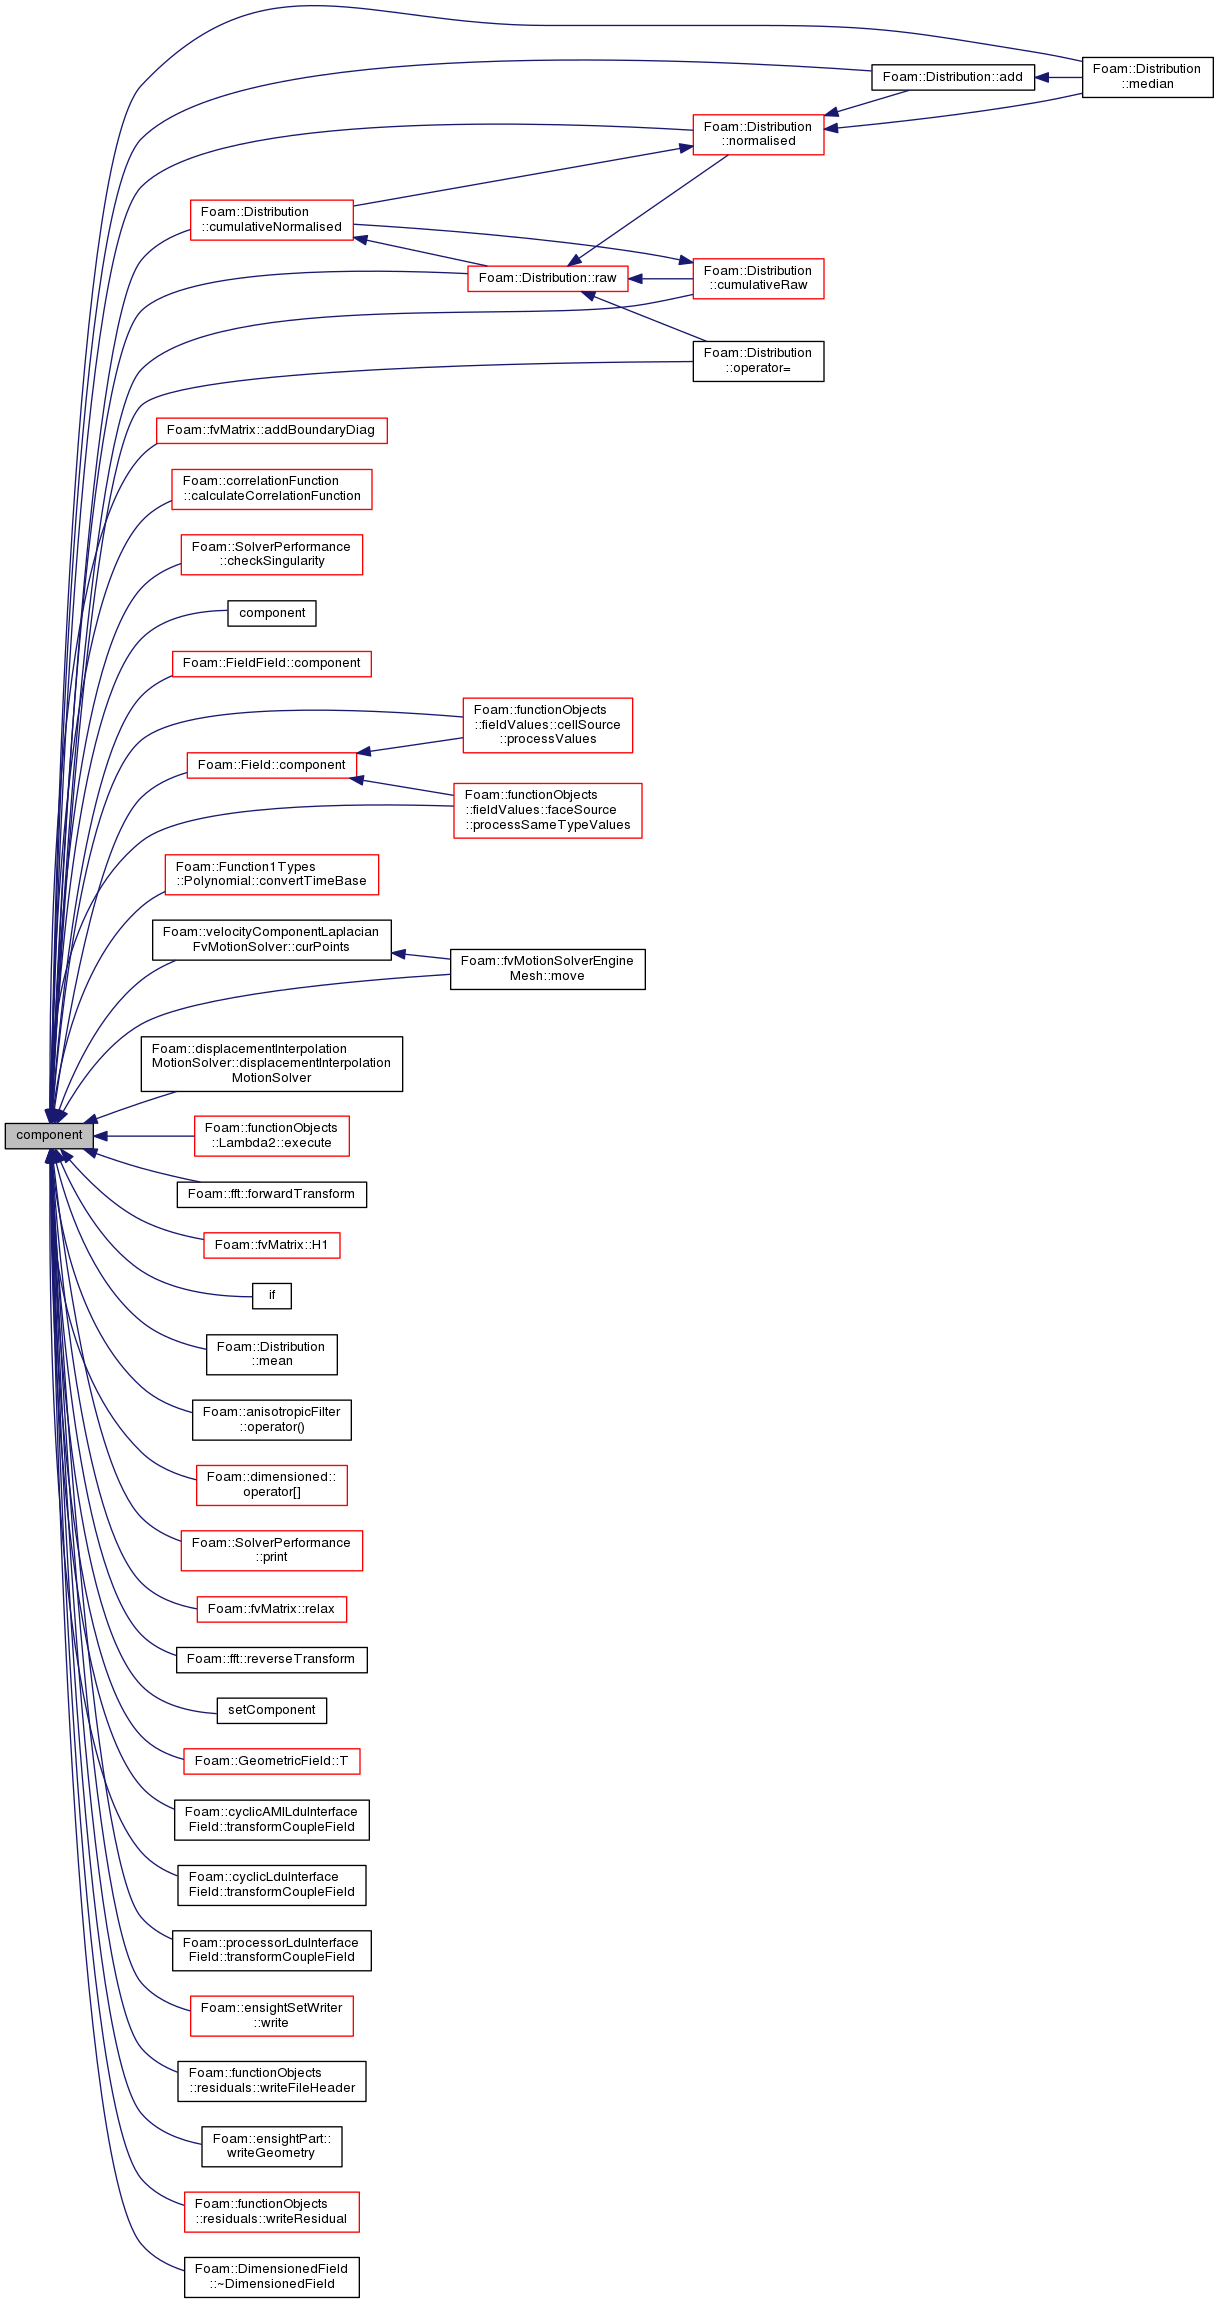 Foam::Distribution
::median
Foam::Distribution::add
Foam::Distribution
::normalised
Foam::Distribution
::cumulativeNormalised
Foam::Distribution::raw
Foam::Distribution
::cumulativeRaw
Foam::Distribution
::operator=
Foam::fvMatrix::addBoundaryDiag
Foam::correlationFunction
::calculateCorrelationFunction
Foam::SolverPerformance
::checkSingularity
component
Foam::FieldField::component
Foam::functionObjects
::fieldValues::cellSource
::processValues
Foam::Field::component
Foam::functionObjects
::fieldValues::faceSource
::processSameTypeValues
Foam::Function1Types
::Polynomial::convertTimeBase
Foam::velocityComponentLaplacian
FvMotionSolver::curPoints
Foam::fvMotionSolverEngine
Mesh::move
Foam::displacementInterpolation
MotionSolver::displacementInterpolation
MotionSolver
component
Foam::functionObjects
::Lambda2::execute
Foam::fft::forwardTransform
Foam::fvMatrix::H1
if
Foam::Distribution
::mean
Foam::anisotropicFilter
::operator()
Foam::dimensioned::
operator[]
Foam::SolverPerformance
::print
Foam::fvMatrix::relax
Foam::fft::reverseTransform
setComponent
Foam::GeometricField::T
Foam::cyclicAMILduInterface
Field::transformCoupleField
Foam::cyclicLduInterface
Field::transformCoupleField
Foam::processorLduInterface
Field::transformCoupleField
Foam::ensightSetWriter
::write
Foam::functionObjects
::residuals::writeFileHeader
Foam::ensightPart::
writeGeometry
Foam::functionObjects
::residuals::writeResidual
Foam::DimensionedField
::~DimensionedField